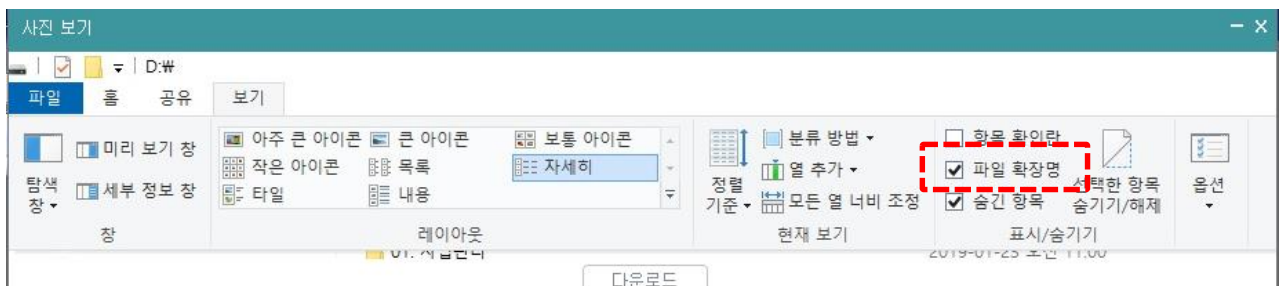 사진 보기
D:₩
파일 홈 공유 보기
탐색 창
미리 보기 창
세부 정보 창
창
아주 큰 아이콘 큰 아이콘 보통 아이콘
작은 아이콘 목록 자세히
타일 내용
레이아웃
정렬 기준
분류 방법
열 추가
모든 열 너비 조정
현재 보기
항목 확인란
파일 확장명
숨긴 항목
선택한 항목
숨기기/해제
표시/숨기기
옵션
다운로드